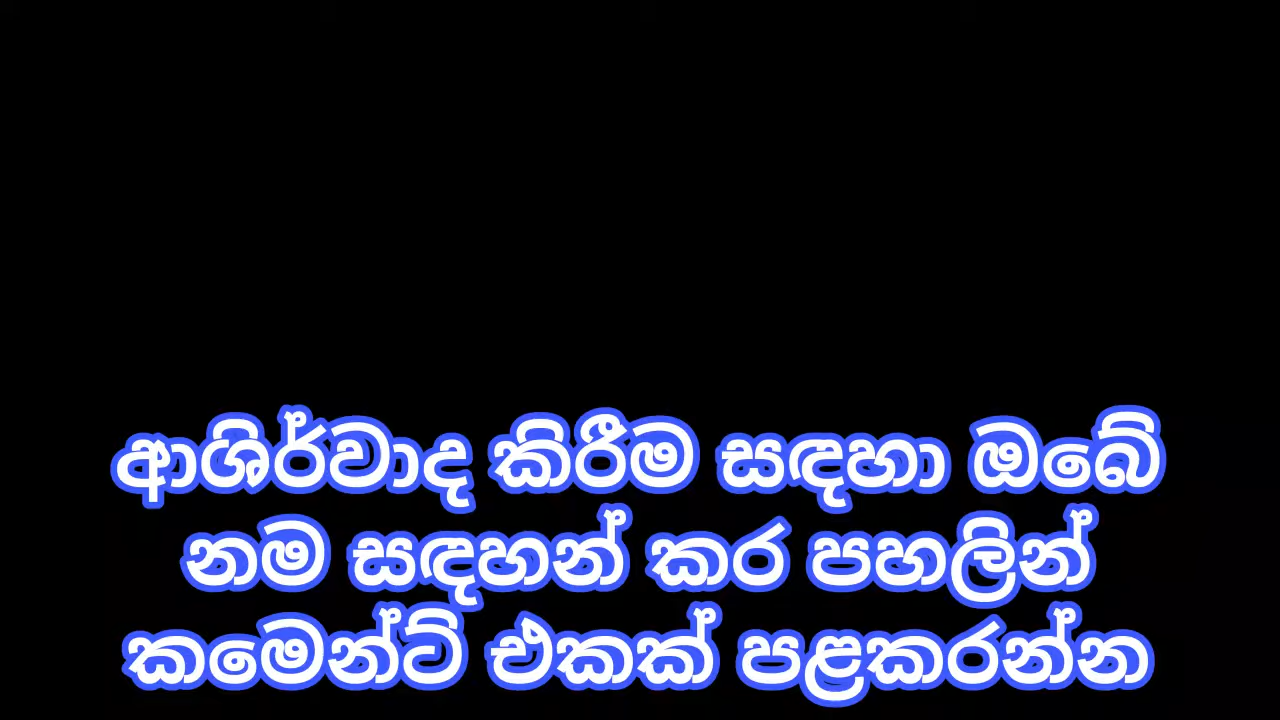 ආශිර්වාද කිරීම සඳහා ඔබේ
නම සඳහන් කර පහලින්
කමෙන්ට් එකක් පළකරන්න